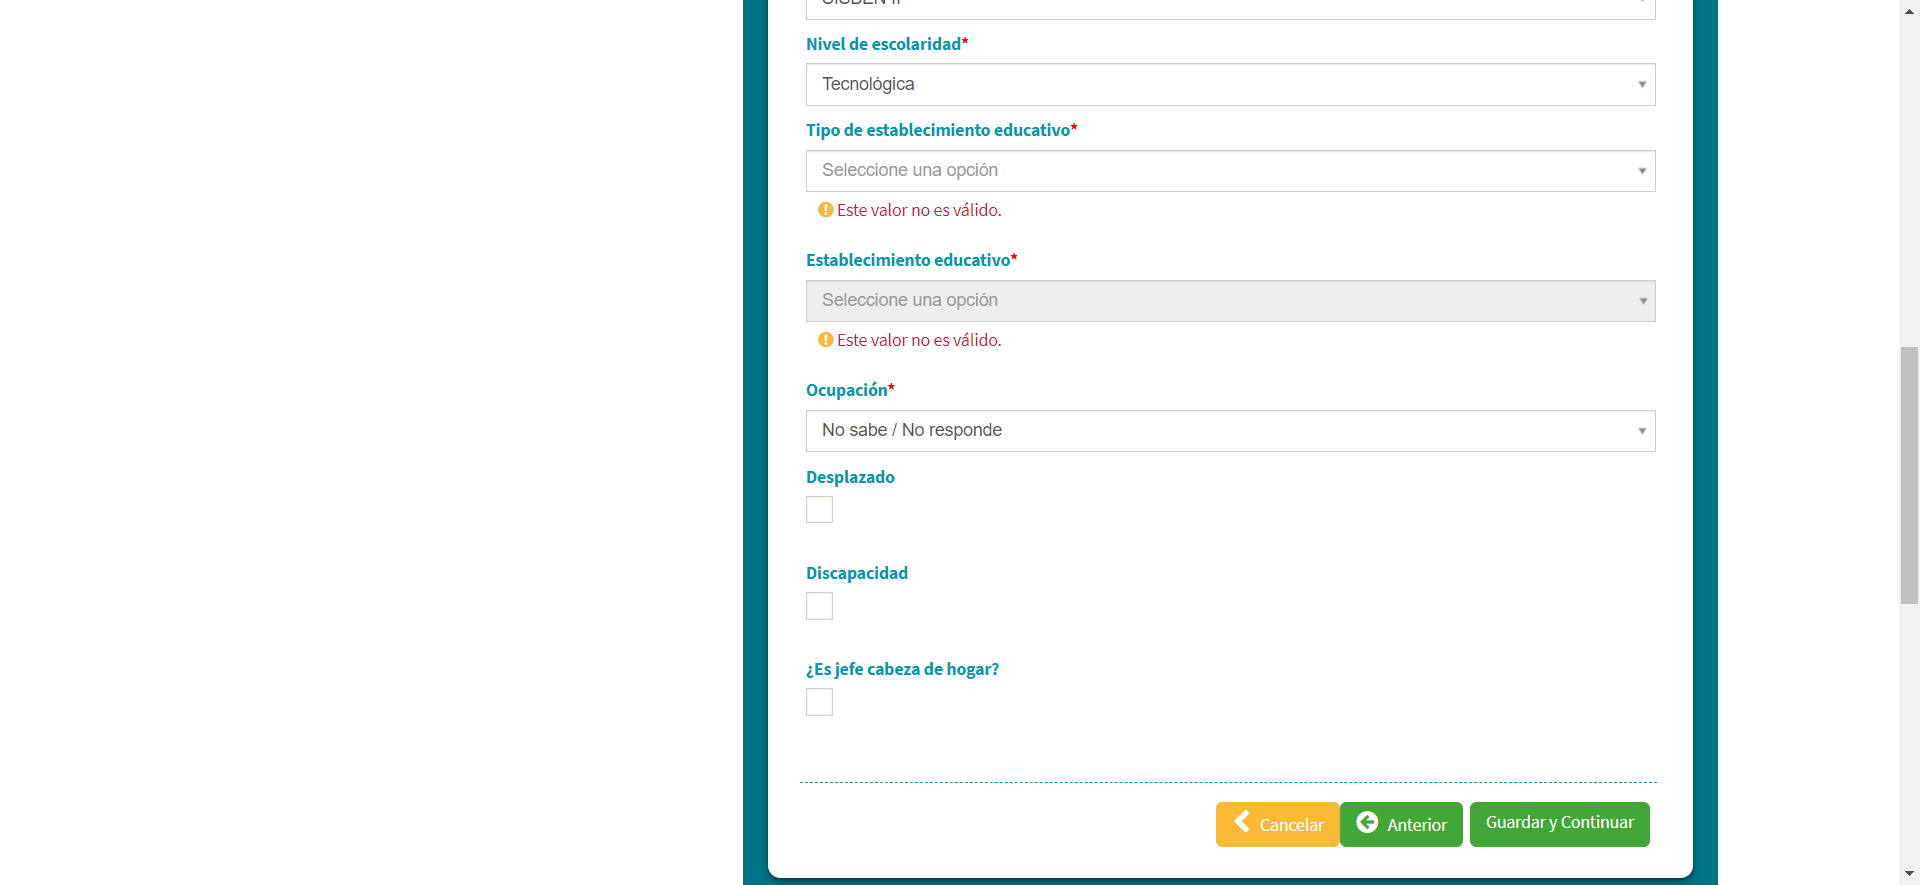 Nivel de escolaridad*
Tecnológica
Tipo de establecimiento educativo*
Seleccione una opción
Este valor no es válido.
Establecimiento educativo*
Seleccione una opción
Este valor no es válido.
Ocupación*
No sabe / No responde
Desplazado
Discapacidad
¿Es jefe cabeza de hogar?
Cancelar
Anterior
Guardar y Continuar